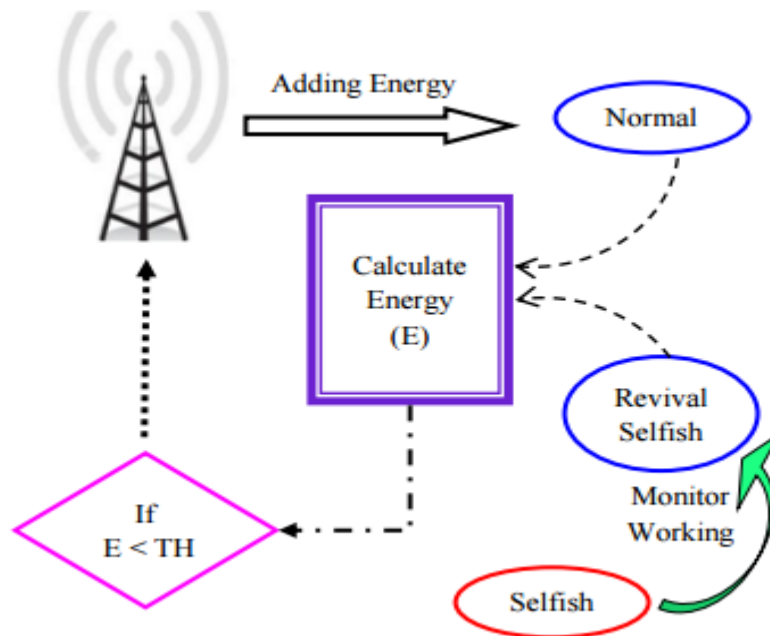 Adding Energy
Normal
Calculate
Energy
(E)
Revival
Selfish
If
E < TH
Monitor
Working
Selfish